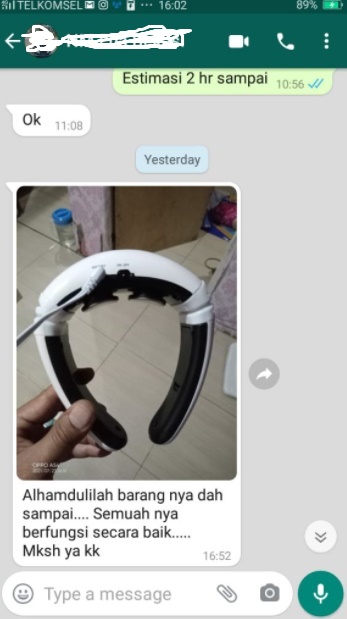 TELKOMSEL ... 16:02 89%
Estimasi 2 hr sampai 10:56
Ok 11:08
Yesterday
Alhamdulilah barang nya dah
sampai.... Semuah nya
berfungsi secara baik.....
Mksh ya kk
16:52
Type a message